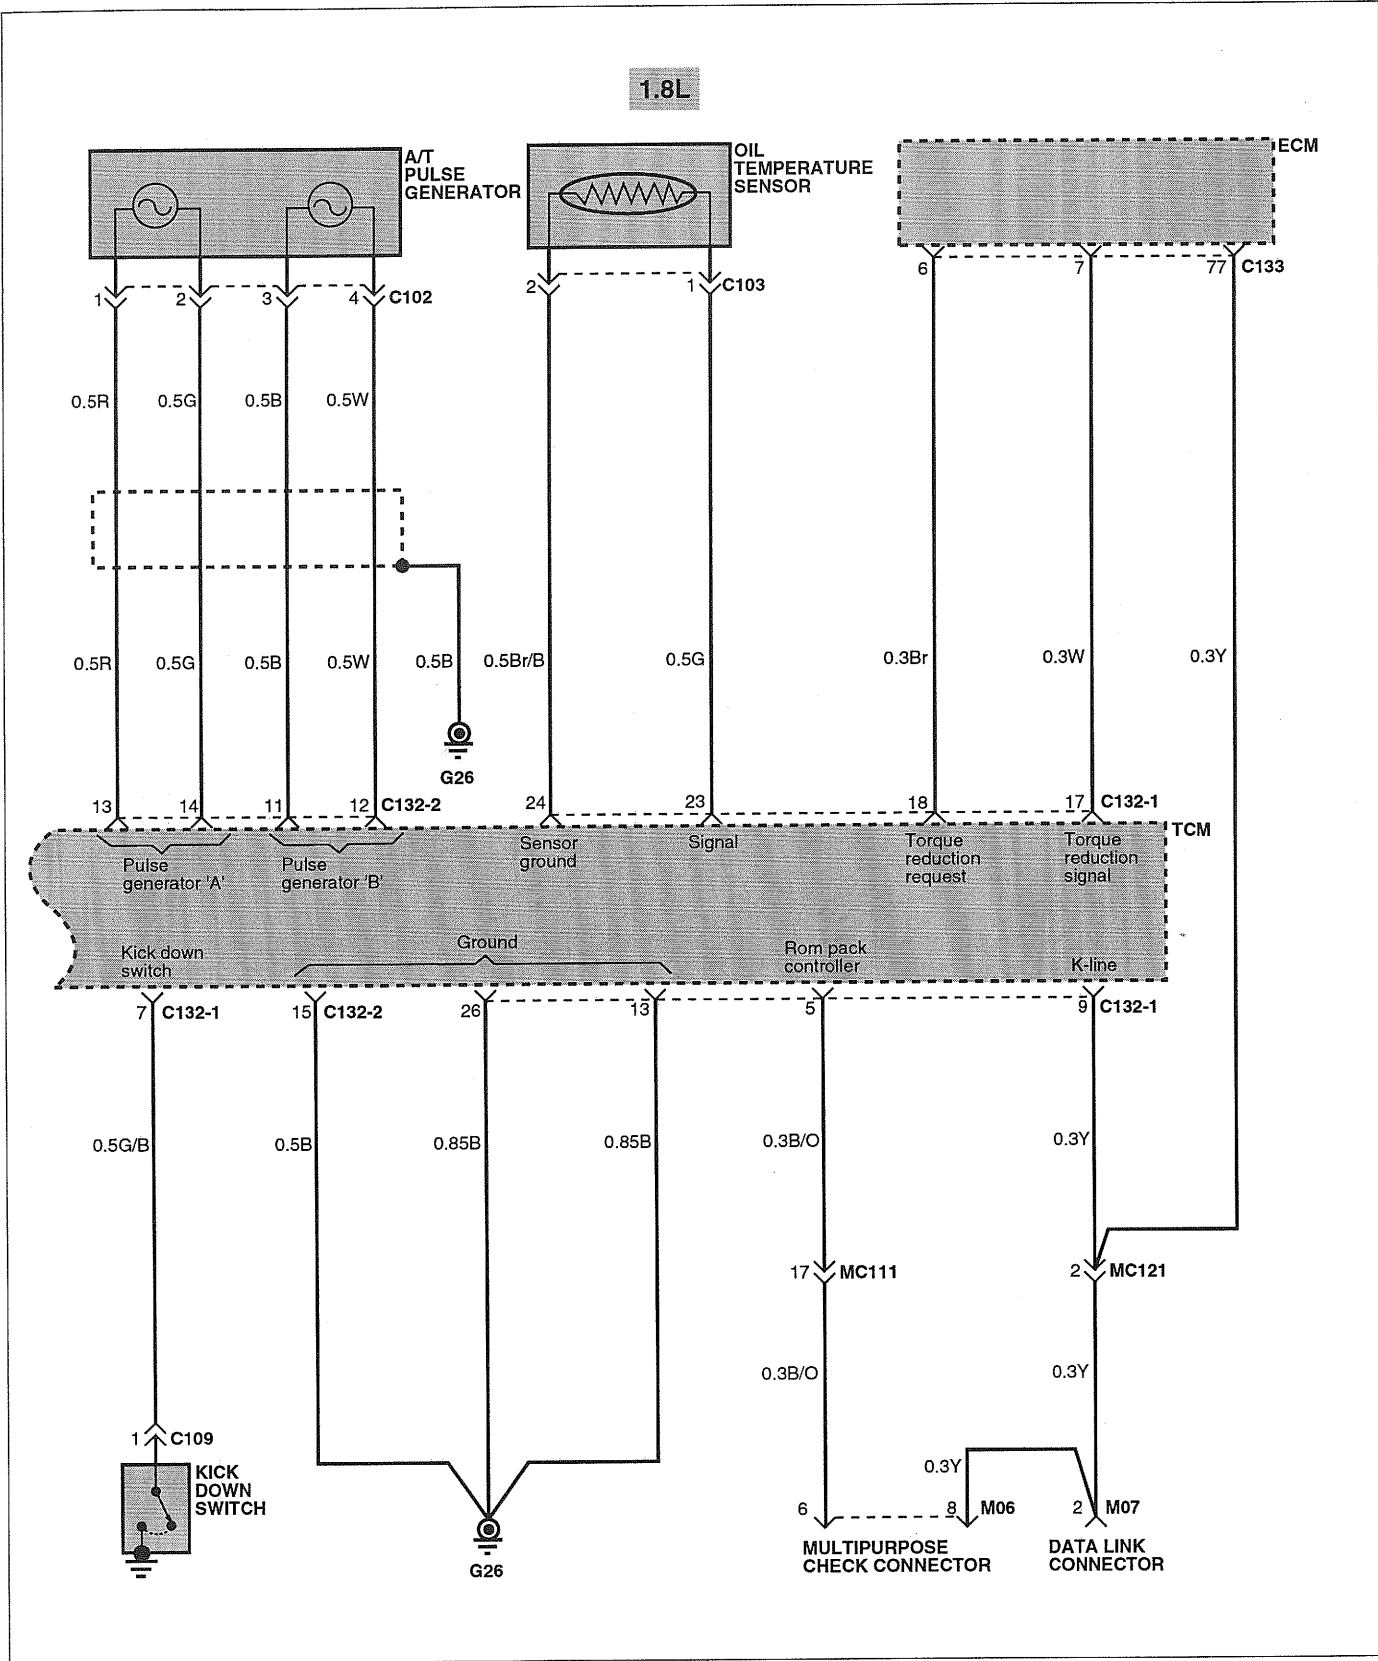 1.8L
A/T
PULSE
GENERATOR
OIL
TEMPERATURE
SENSOR
ECM
1 2 3 4 C102
2 1 C103
6 7 77 C133
0.5R 0.5G 0.5B 0.5W
0.5R 0.5G 0.5B 0.5W 0.5B 0.5Br/B 0.5G 0.3Br 0.3W 0.3Y
G26
13 14 11 12 C132-2 24 23 18 17 C132-1
TCM
Pulse
generator 'A'
Pulse
generator 'B'
Sensor
ground
Signal
Torque
reduction
request
Torque
reduction
signal
Kick down
switch
Ground
Rom pack
controller
K-line
7 C132-1 15 C132-2 26 13 5 9 C132-1
0.5G/B 0.5B 0.85B 0.85B 0.3B/O 0.3Y
17 MC111 2 MC121
0.3B/O 0.3Y
1 C109
KICK
DOWN
SWITCH
G26
0.3Y
6 8 M06 2 M07
MULTIPURPOSE
CHECK CONNECTOR
DATA LINK
CONNECTOR